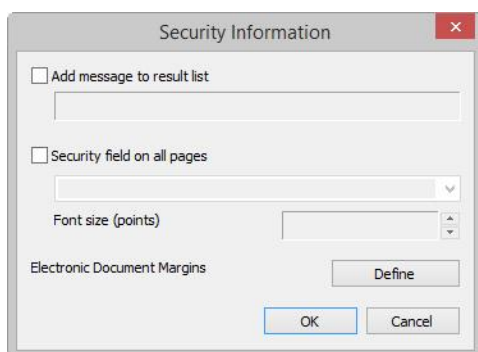 Security Information
Add message to result list
Security field on all pages
Font size (points)
Electronic Document Margins
Define
OK
Cancel